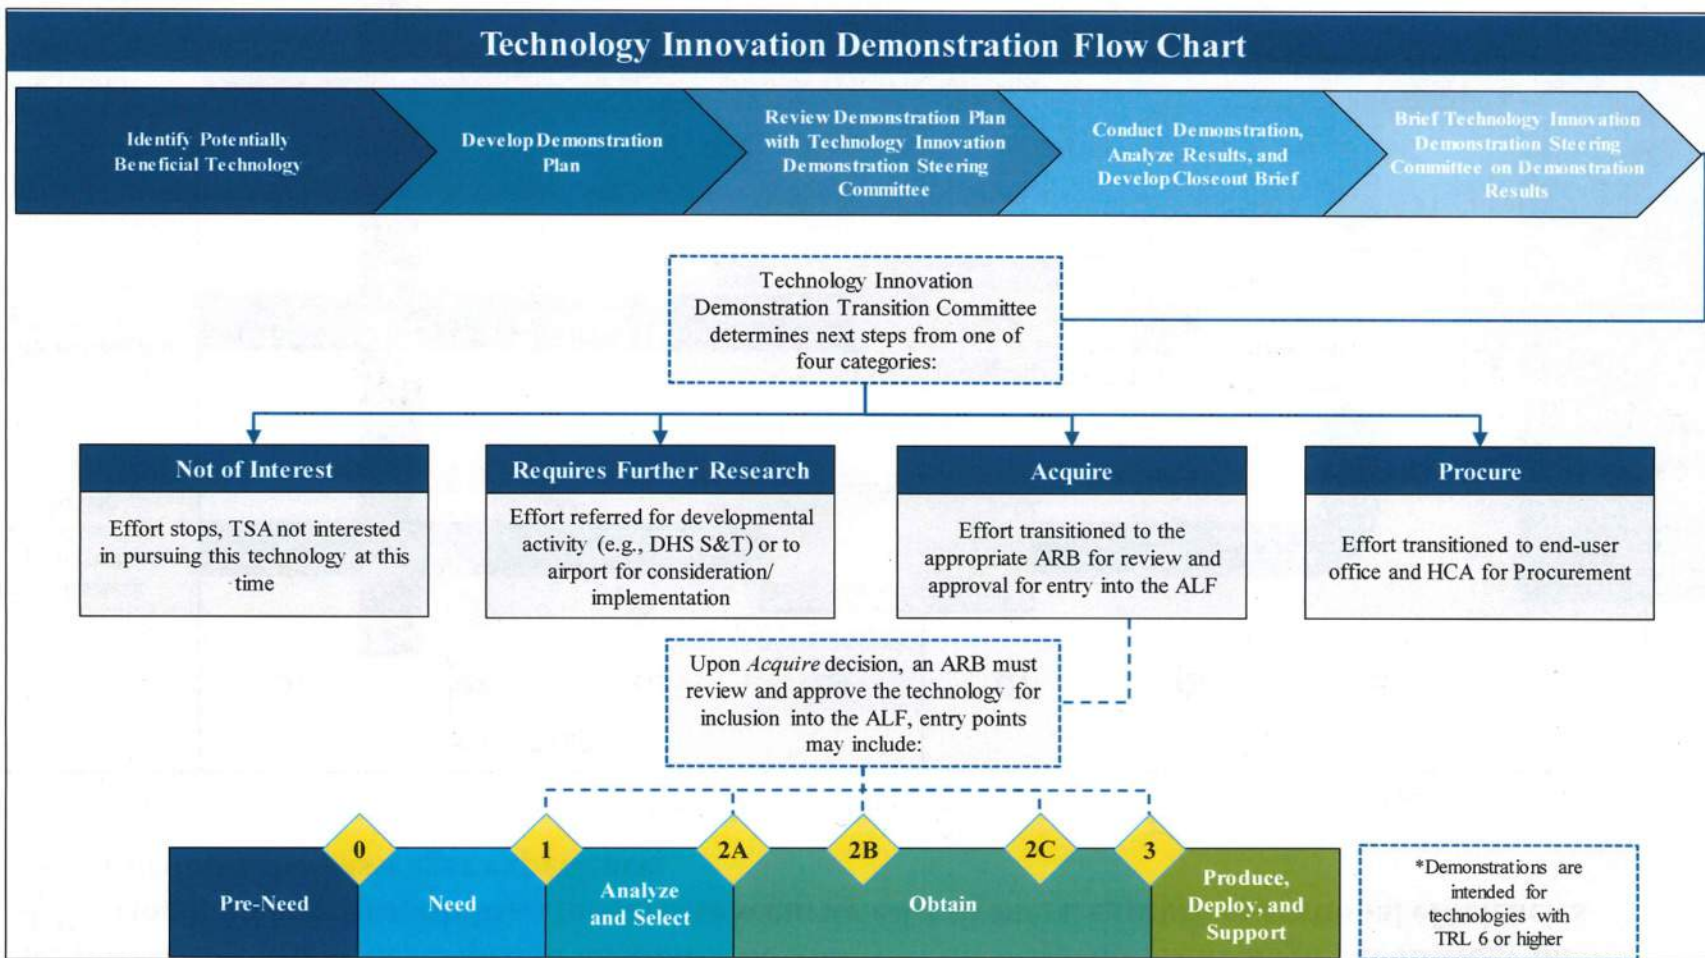 Technology Innovation Demonstration Flow Chart
Identify Potentially
Beneficial Technology
Develop Demonstration
Plan
Review Demonstration Plan
with Technology Innovation
Demonstration Steering
Committee
Conduct Demonstration,
Analyze Results, and
Develop Closeout Brief
Brief Technology Innovation
Demonstration Steering
Committee on Demonstration
Results
Technology Innovation
Demonstration Transition Committee
determines next steps from one of
four categories:
Not of Interest
Effort stops, TSA not interested
in pursuing this technology at this
time
Requires Further Research
Effort referred for developmental
activity (e.g., DHS S&T) or to
airport for consideration/
implementation
Acquire
Effort transitioned to the
appropriate ARB for review and
approval for entry into the ALF
Procure
Effort transitioned to end-user
office and HCA for Procurement
Upon Acquire decision, an ARB must
review and approve the technology for
inclusion into the ALF, entry points
may include:
0
1
2A
2B
2C
3
Pre-Need
Need
Analyze
and Select
Obtain
Produce,
Deploy, and
Support
*Demonstrations are
intended for
technologies with
TRL 6 or higher